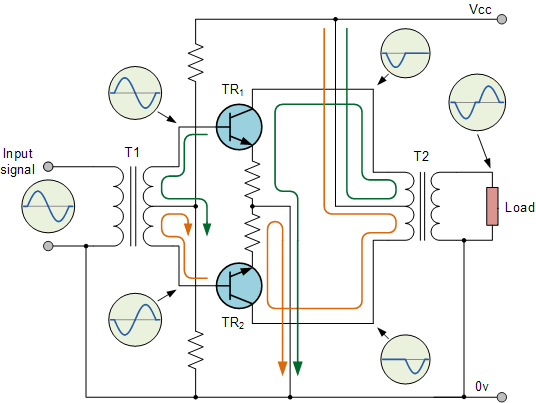 Vcc
TR1
T1
T2
Input
signal
Load
TR2
0v